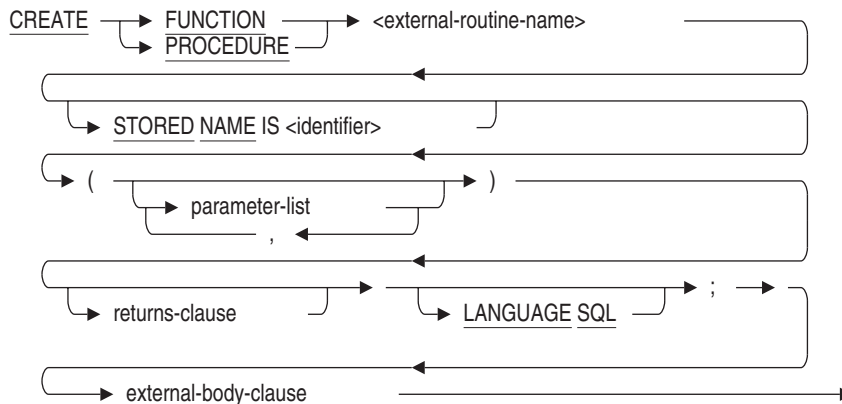 CREATE FUNCTION <external-routine-name>
PROCEDURE
STORED NAME IS <identifier>
( )
parameter-list
,
;
returns-clause LANGUAGE SQL
external-body-clause